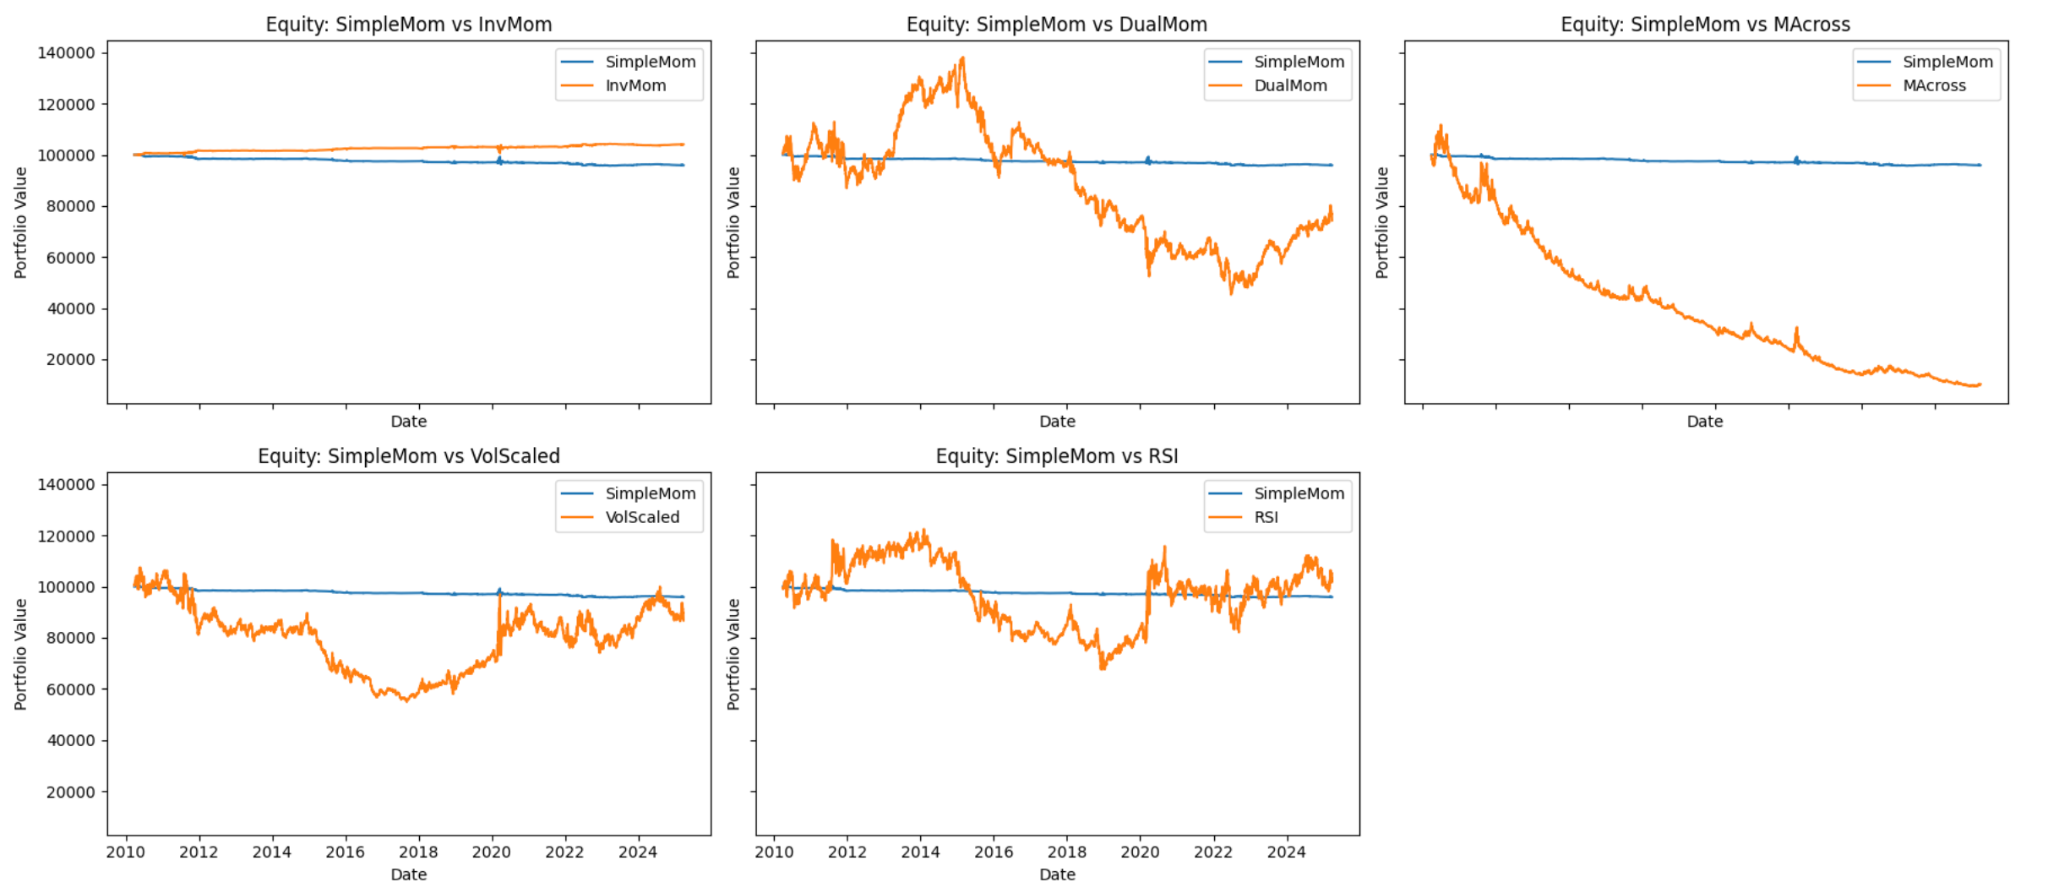 Equity: SimpleMom vs InvMom
Portfolio Value
140000
120000
100000
80000
60000
40000
20000
SimpleMom
InvMom
Date
Equity: SimpleMom vs DualMom
Portfolio Value
SimpleMom
DualMom
Date
Equity: SimpleMom vs MAcross
Portfolio Value
SimpleMom
MAcross
Date
Equity: SimpleMom vs VolScaled
Portfolio Value
140000
120000
100000
80000
60000
40000
20000
SimpleMom
VolScaled
2010 2012 2014 2016 2018 2020 2022 2024
Date
Equity: SimpleMom vs RSI
Portfolio Value
SimpleMom
RSI
2010 2012 2014 2016 2018 2020 2022 2024
Date